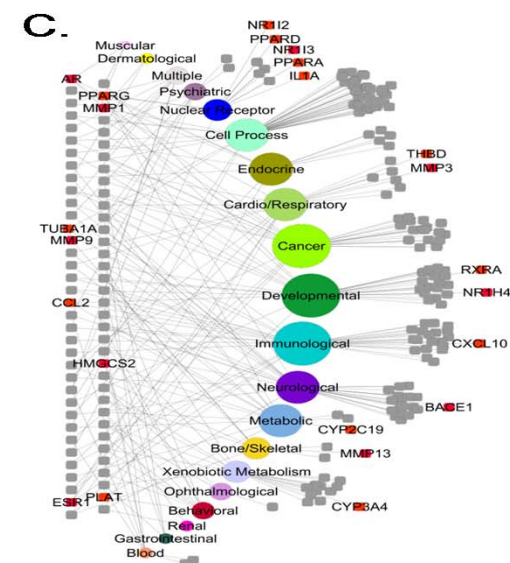 C.
NR1I2
PPARD
NR1I3
PPARA
IL1A
Muscular
Dermatological
Multiple
Psychiatric
Nuclear Receptor
Cell Process
Endocrine
Cardio/Respiratory
Cancer
Developmental
Immunological
Neurological
Metabolic
Bone/Skeletal
Xenobiotic Metabolism
Ophthalmological
Behavioral
Renal
Gastrointestinal
Blood
AR
PPARG
MMP1
TUBA1A
MMP9
CCL2
HMGCS2
ESR1
PLAT
THBD
MMP3
RXRA
NR1H4
CXCL10
BACE1
CYP2C19
MMP13
CYP3A4